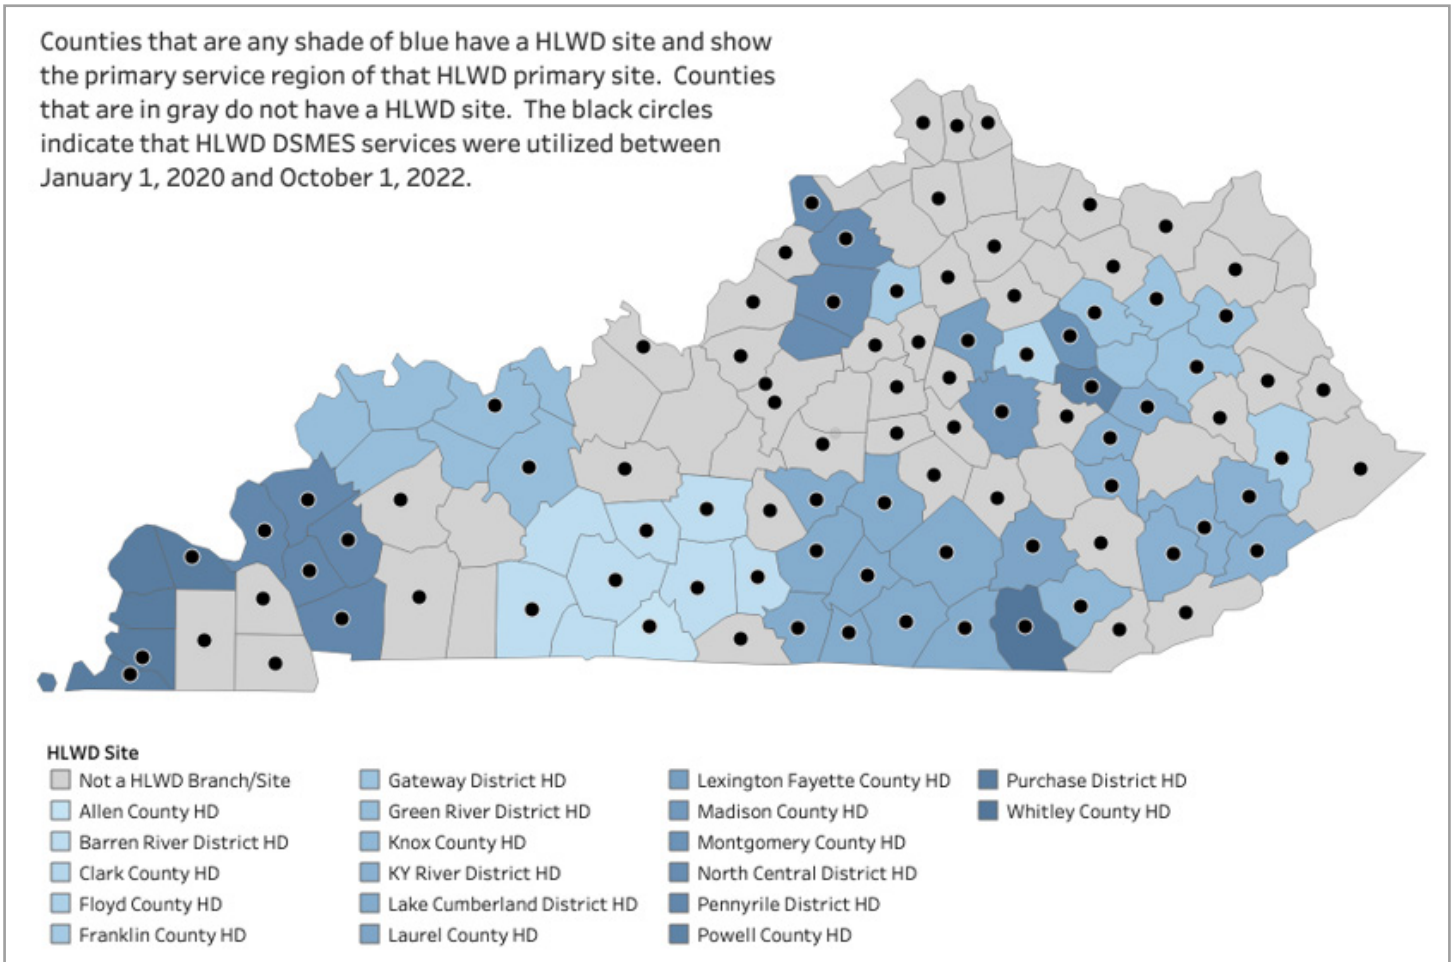 Counties that are any shade of blue have a HLWD site and show
the primary service region of that HLWD primary site. Counties
that are in gray do not have a HLWD site. The black circles
indicate that HLWD DSMES services were utilized between
January 1, 2020 and October 1, 2022.
HLWD Site
Not a HLWD Branch/Site
Allen County HD
Barren River District HD
Clark County HD
Floyd County HD
Franklin County HD
Gateway District HD
Green River District HD
Knox County HD
KY River District HD
Lake Cumberland District HD
Laurel County HD
Lexington Fayette County HD
Madison County HD
Montgomery County HD
North Central District HD
Pennyrile District HD
Powell County HD
Purchase District HD
Whitley County HD